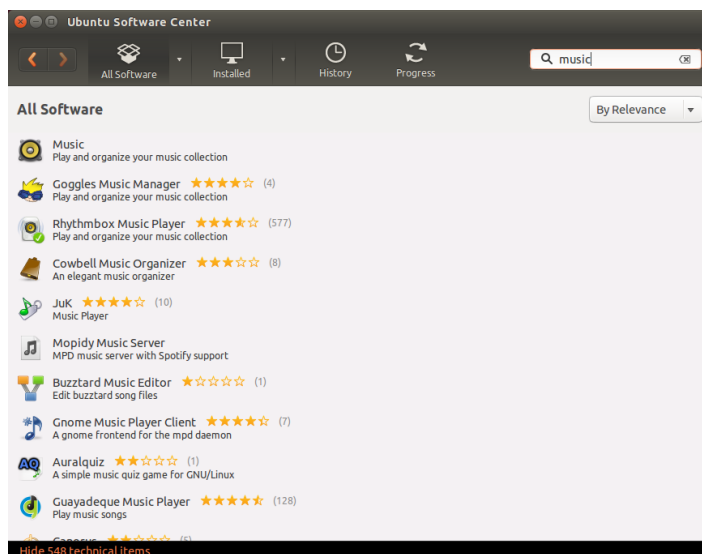 Ubuntu Software Center
All Software
Installed
History
Progress
music
All Software
By Relevance
Music
Play and organize your music collection
Goggles Music Manager (4)
Play and organize your music collection
Rhythmbox Music Player (577)
Play and organize your music collection
Cowbell Music Organizer (8)
An elegant music organizer
JuK (10)
Music Player
Mopidy Music Server
MPD music server with Spotify support
Buzztard Music Editor (1)
Edit buzztard song files
Gnome Music Player Client (7)
A gnome frontend for the mpd daemon
AQ
Auralquiz (1)
A simple music quiz game for GNU/Linux
Guayadeque Music Player (128)
Play music songs
Canorus (5)
Hide 548 technical items